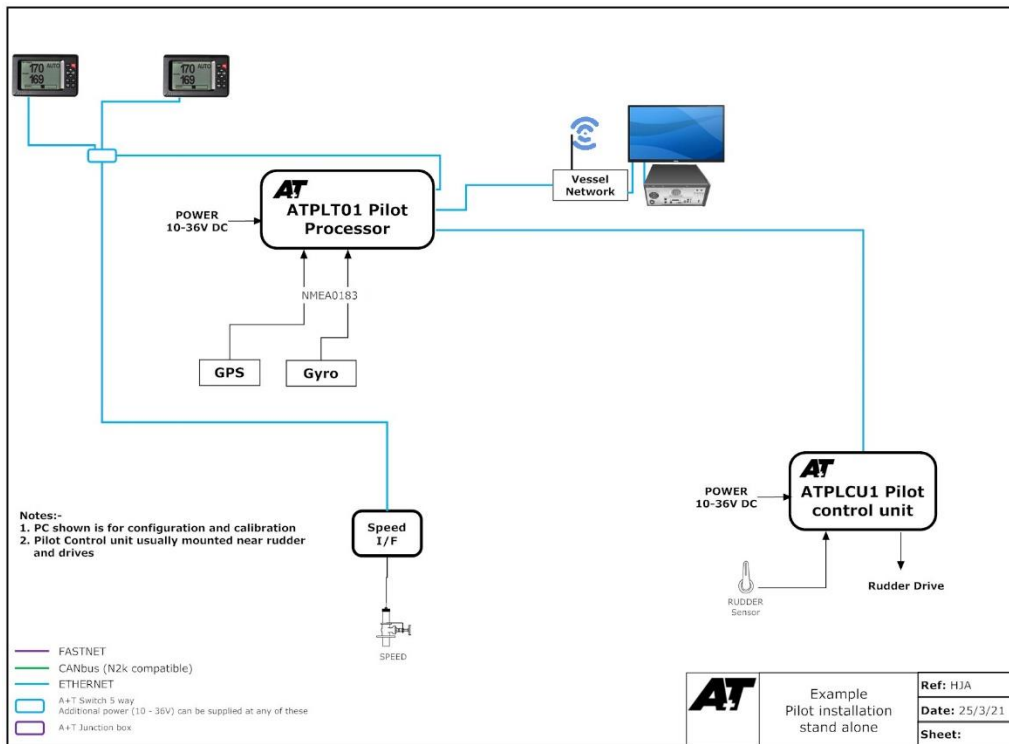 170 AUTO
169
170 AUTO
169
Vessel
Network
A+T
ATPLT01 Pilot
Processor
POWER
10-36V DC
NMEA0183
GPS
Gyro
A+T
ATPLCU1 Pilot
control unit
POWER
10-36V DC
Rudder Drive
RUDDER
Sensor
Notes:-
1. PC shown is for configuration and calibration
2. Pilot Control unit usually mounted near rudder
and drives
Speed
I/F
SPEED
FASTNET
CANbus (N2k compatible)
ETHERNET
A+T Switch 5 way
Additional power (10 - 36V) can be supplied at any of these
A+T Junction box
A+T
Example
Pilot installation
stand alone
Ref: HJA
Date: 25/3/21
Sheet: